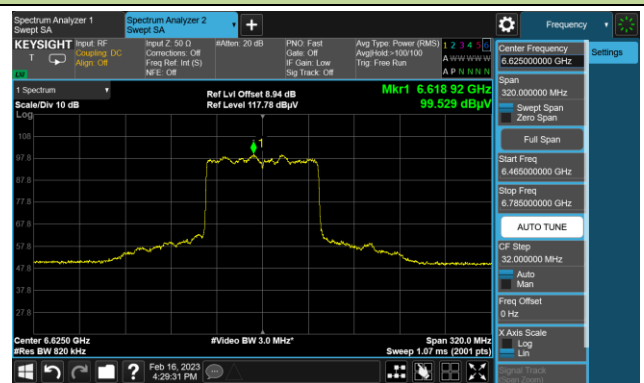 Spectrum Analyzer 1
Swept SA
Spectrum Analyzer 2
Swept SA
Frequency
KEYSIGHT
T
LW
Input: RF
Coupling: DC
Align: Off
Input Z: 50 Ω
Corrections: Off
Freq Ref: Int (S)
NFE: Off
#Atten: 20 dB
PNO: Fast
Gate: Off
IF Gain: Low
Sig Track: Off
Avg Type: Power (RMS)
Avg|Hold:>100/100
Trig: Free Run
1 2 3 4 5 6
A W W W W W
A P N N N N
1 Spectrum
Scale/Div 10 dB
Log
Ref Lvl Offset 8.94 dB
Ref Level 117.78 dBµV
Mkr1 6.618 92 GHz
99.529 dBµV
1
108
97.8
87.8
77.8
67.8
57.8
47.8
37.8
27.8
Center 6.6250 GHz
#Res BW 820 kHz
#Video BW 3.0 MHz*
Span 320.0 MHz
Sweep 1.07 ms (2001 pts)
Center Frequency
6.625000000 GHz
Settings
Span
320.000000 MHz
Swept Span
Zero Span
Full Span
Start Freq
6.465000000 GHz
Stop Freq
6.785000000 GHz
AUTO TUNE
CF Step
32.000000 MHz
Auto
Man
Freq Offset
0 Hz
X Axis Scale
Log
Lin
Signal Track
(Span Zoom)
?
Feb 16, 2023
4:29:31 PM